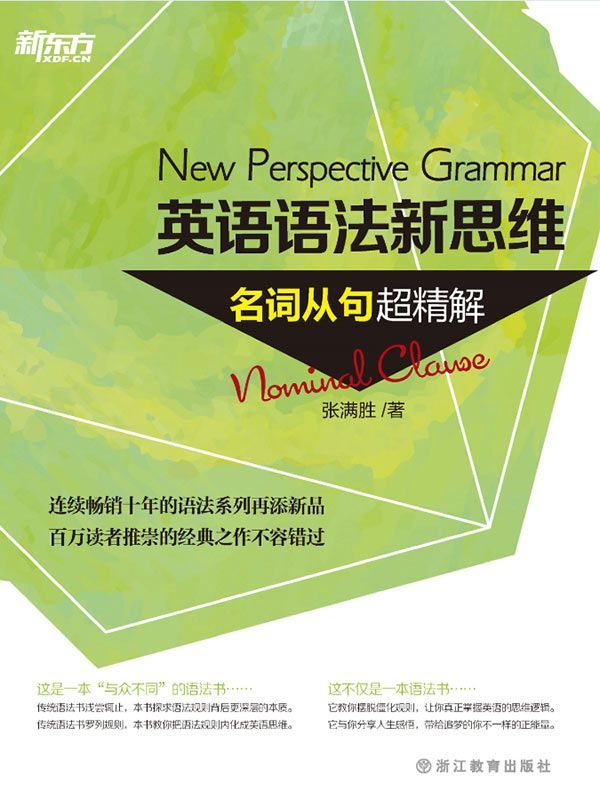 新东方
XDF.CN
New Perspective Grammar
英语语法新思维
名词从句超精解
Nominal Clause
张满胜 /著
连续畅销十年的语法系列再添新品
百万读者推崇的经典之作不容错过
这是一本“与众不同”的语法书……
传统语法书浅尝辄止，本书探求语法规则背后更深层的本质。
传统语法书罗列规则，本书教你把语法规则内化成英语思维。
这不仅是一本语法书……
它教你摆脱僵化规则，让你真正掌握英语的思维逻辑。
它与你分享人生感悟，带给追梦的你不一样的正能量。
浙江教育出版社